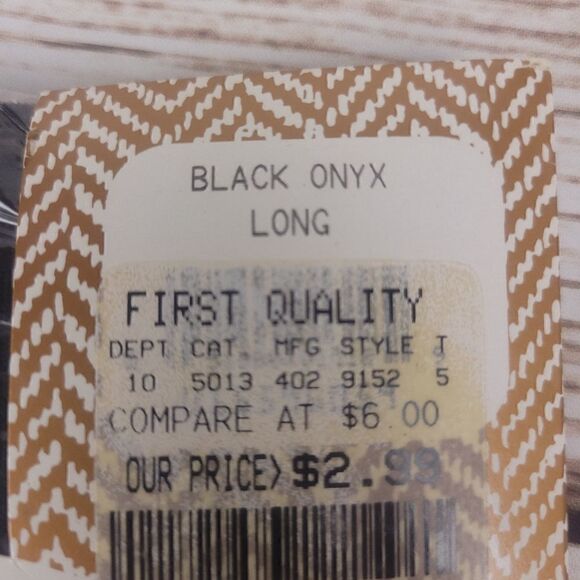 BLACK ONYX
LONG
FIRST QUALITY
DEPT CAT MFG STYLE T
10 5013 402 9152 5
COMPARE AT $6.00
OUR PRICE> $2.99